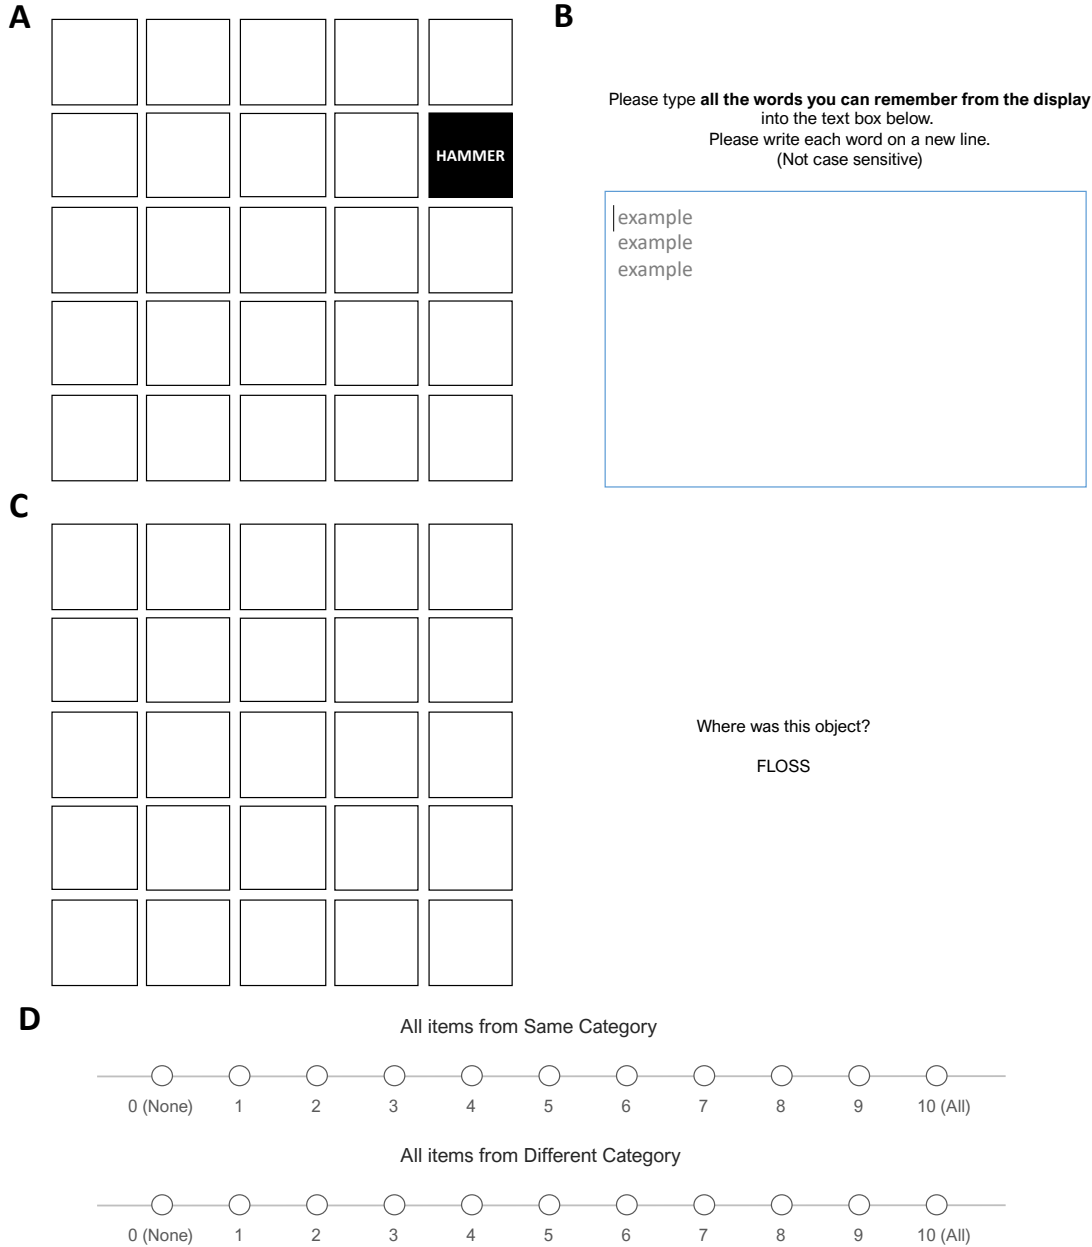 A
HAMMER
B
Please type all the words you can remember from the display
into the text box below.
Please write each word on a new line.
(Not case sensitive)
example
example
example
C
Where was this object?
FLOSS
D
All items from Same Category
0 (None) 1 2 3 4 5 6 7 8 9 10 (All)
All items from Different Category
0 (None) 1 2 3 4 5 6 7 8 9 10 (All)